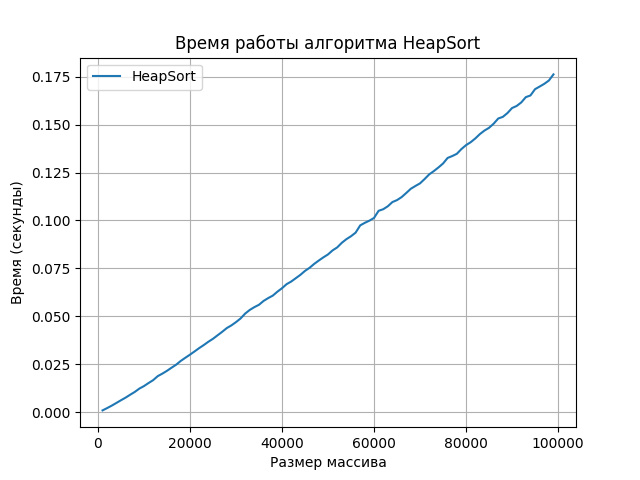 Время работы алгоритма HeapSort
HeapSort
0.175
0.150
0.125
0.100
0.075
0.050
0.025
0.000
Время (секунды)
0 20000 40000 60000 80000 100000
Размер массива